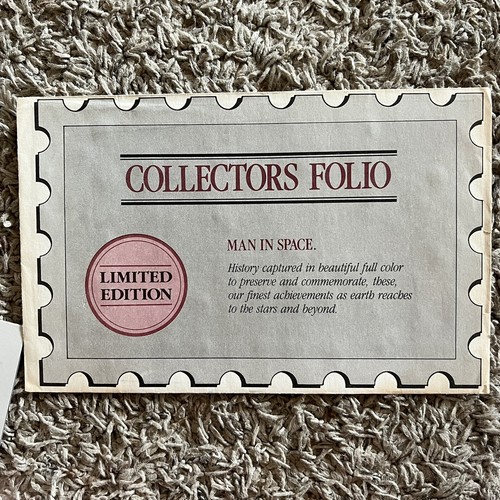 COLLECTORS FOLIO
MAN IN SPACE.
History captured in beautiful full color
to preserve and commemorate, these,
our finest achievements as earth reaches
to the stars and beyond.
LIMITED
EDITION